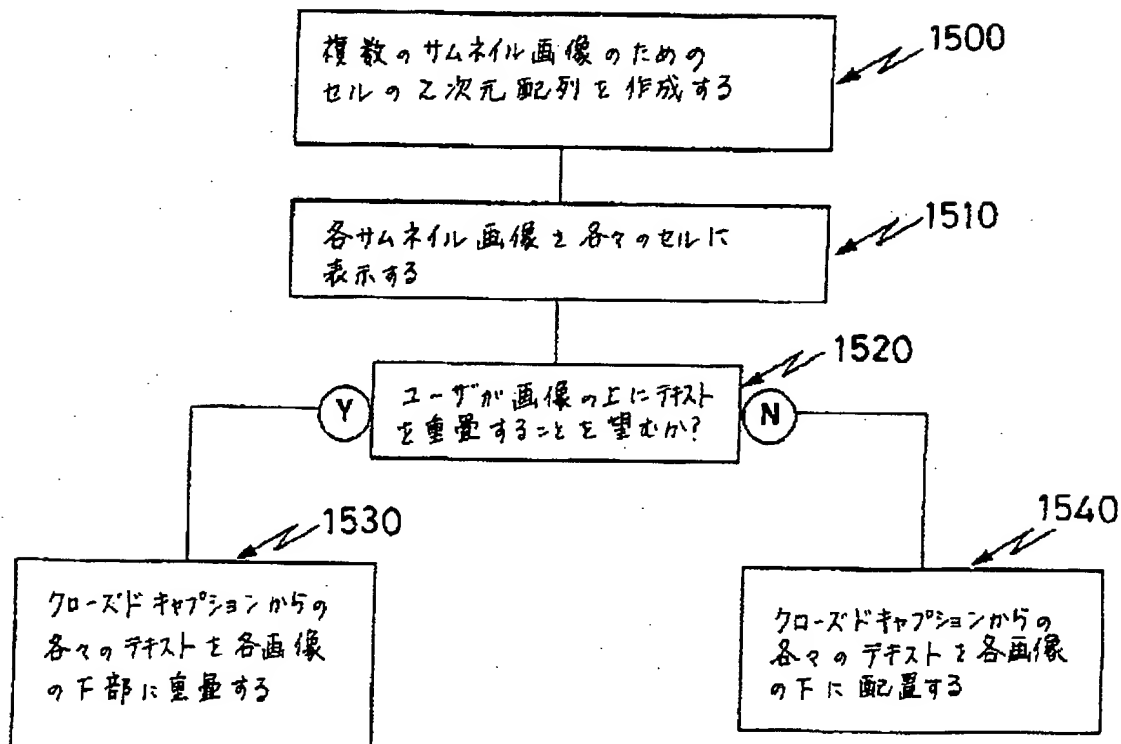 複数のサムネイル画像のための
セルの2次元配列を作成する
1500
各サムネイル画像を各々のセルに
表示する
1510
1520
ユーザが画像の上にテキスト
を重畳することを望むか?
Y
N
1530
クローズドキャプションからの
各々のテキストを各画像
の下部に重畳する
1540
クローズドキャプションからの
各々のテキストを各画像
の下に配置する